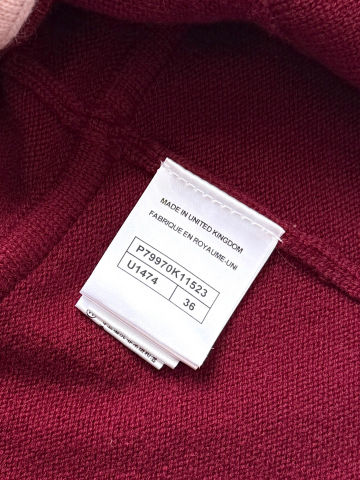 MADE IN UNITED KINGDOM
FABRIQUE EN ROYAUME-UNI
P79970K11523
U1474
36